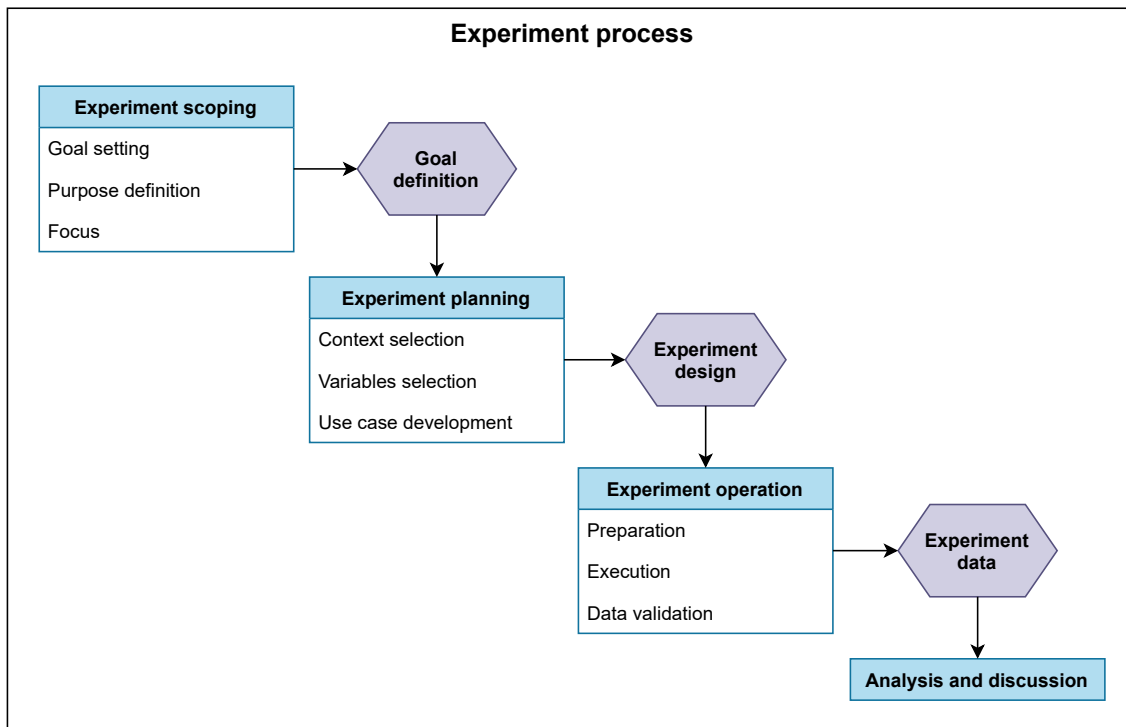 Experiment process
Experiment scoping
Goal setting
Purpose definition
Focus
Goal
definition
Experiment planning
Context selection
Variables selection
Use case development
Experiment
design
Experiment operation
Preparation
Execution
Data validation
Experiment
data
Analysis and discussion